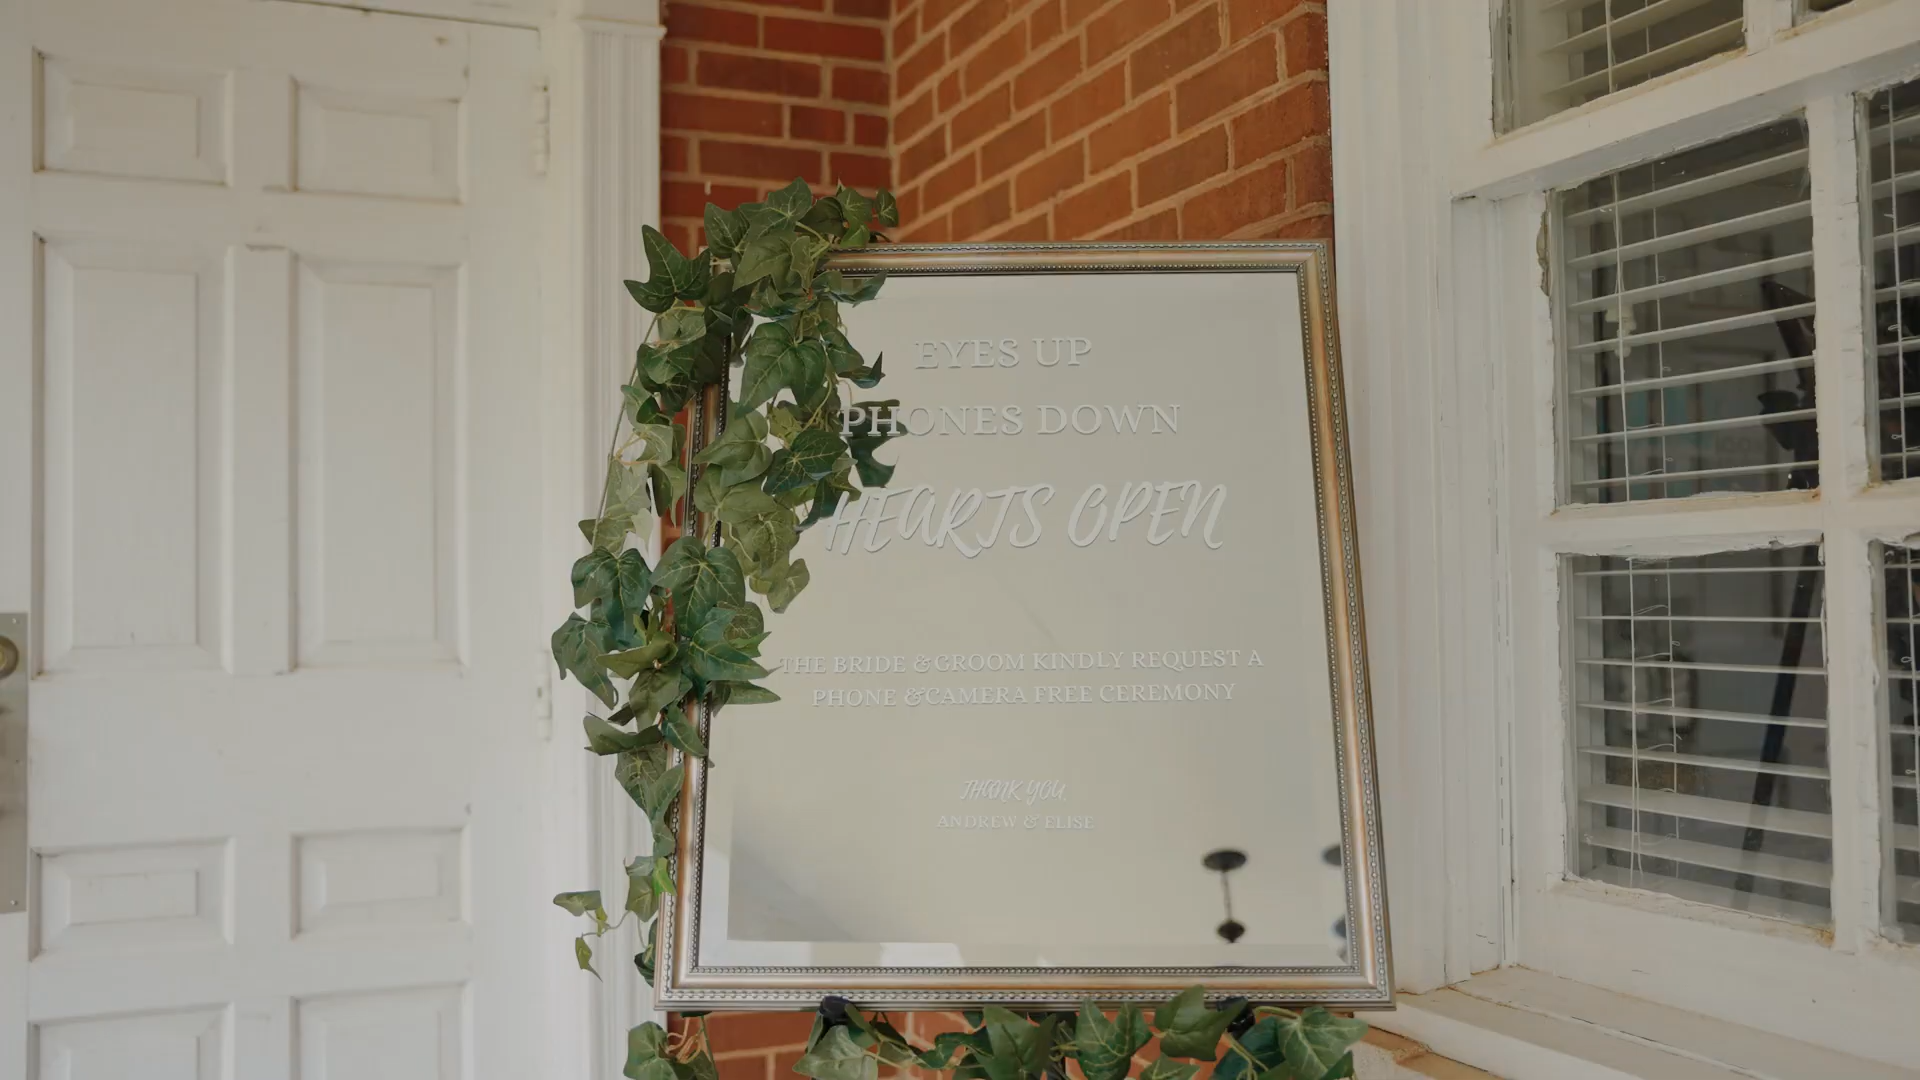 EYES UP
PHONES DOWN
HEARTS OPEN
THE BRIDE & GROOM KINDLY REQUEST A
PHONE & CAMERA FREE CEREMONY
THANK YOU,
ANDREW & ELISE